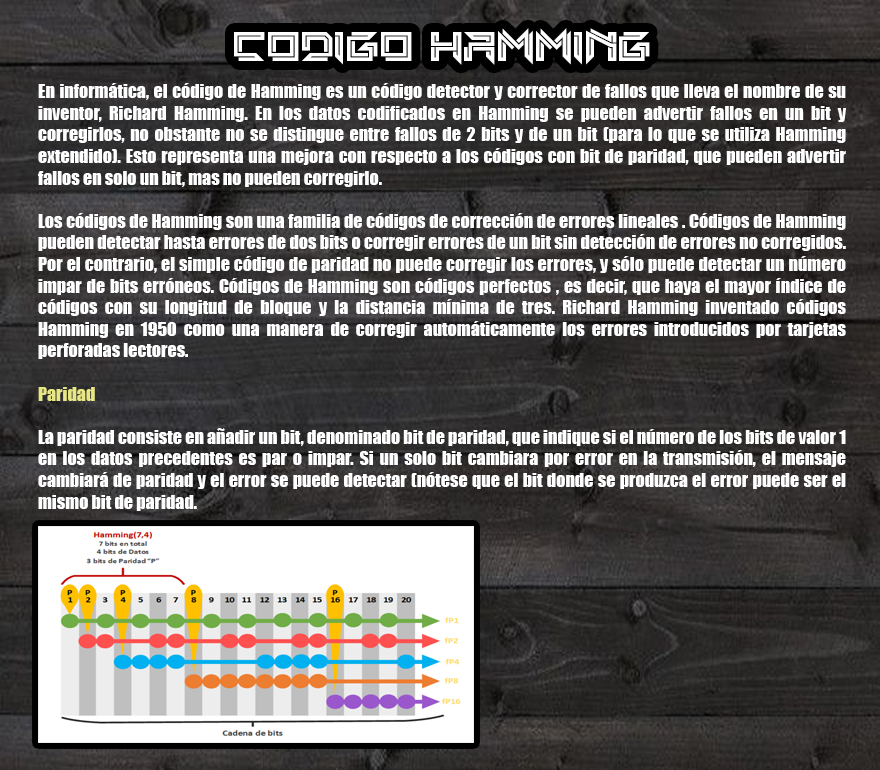 CODIGO HAMMING
En informática, el código de Hamming es un código detector y corrector de fallos que lleva el nombre de su
inventor, Richard Hamming. En los datos codificados en Hamming se pueden advertir fallos en un bit y
corregirlos, no obstante no se distingue entre fallos de 2 bits y de un bit (para lo que se utiliza Hamming
extendido). Esto representa una mejora con respecto a los códigos con bit de paridad, que pueden advertir
fallos en solo un bit, mas no pueden corregirlo.
Los códigos de Hamming son una familia de códigos de corrección de errores lineales . Códigos de Hamming
pueden detectar hasta errores de dos bits o corregir errores de un bit sin detección de errores no corregidos.
Por el contrario, el simple código de paridad no puede corregir los errores, y sólo puede detectar un número
impar de bits erróneos. Códigos de Hamming son códigos perfectos , es decir, que haya el mayor índice de
códigos con su longitud de bloque y la distancia mínima de tres. Richard Hamming inventado códigos
Hamming en 1950 como una manera de corregir automáticamente los errores introducidos por tarjetas
perforadas lectores.
Paridad
La paridad consiste en añadir un bit, denominado bit de paridad, que indique si el número de los bits de valor 1
en los datos precedentes es par o impar. Si un solo bit cambiara por error en la transmisión, el mensaje
cambiará de paridad y el error se puede detectar (nótese que el bit donde se produzca el error puede ser el
mismo bit de paridad.
Hamming(7,4)
7 bits en total
4 bits de Datos
3 bits de Paridad "P"
P P P P P
1 2 3 4 5 6 7 8 9 10 11 12 13 14 15 16 17 18 19 20
fP1
fP2
fP4
fP8
fP16
Cadena de bits